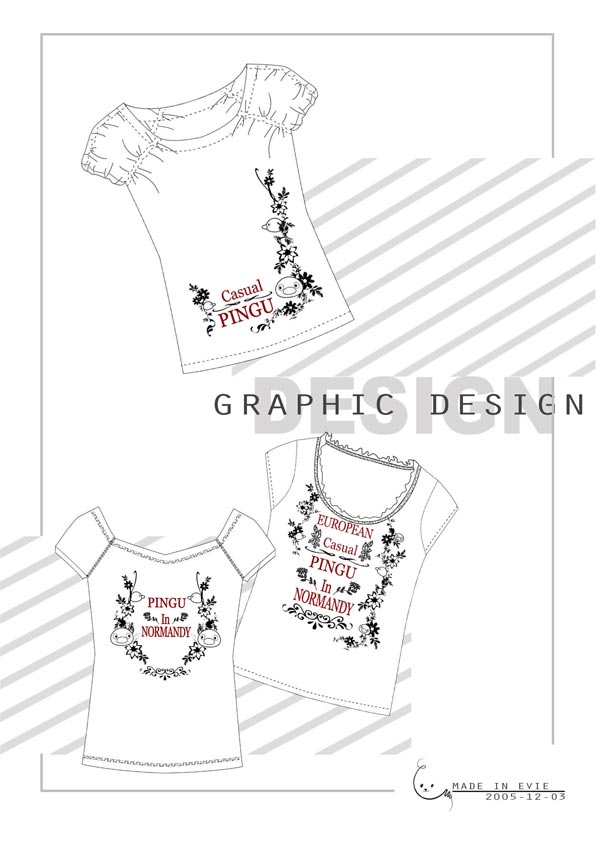 Casual
PINGU
DESIGN
GRAPHIC DESIGN
EUROPEAN
Casual
PINGU
In
NORMANDY
PINGU
In
NORMANDY
MADE IN EVIE
2005-12-03